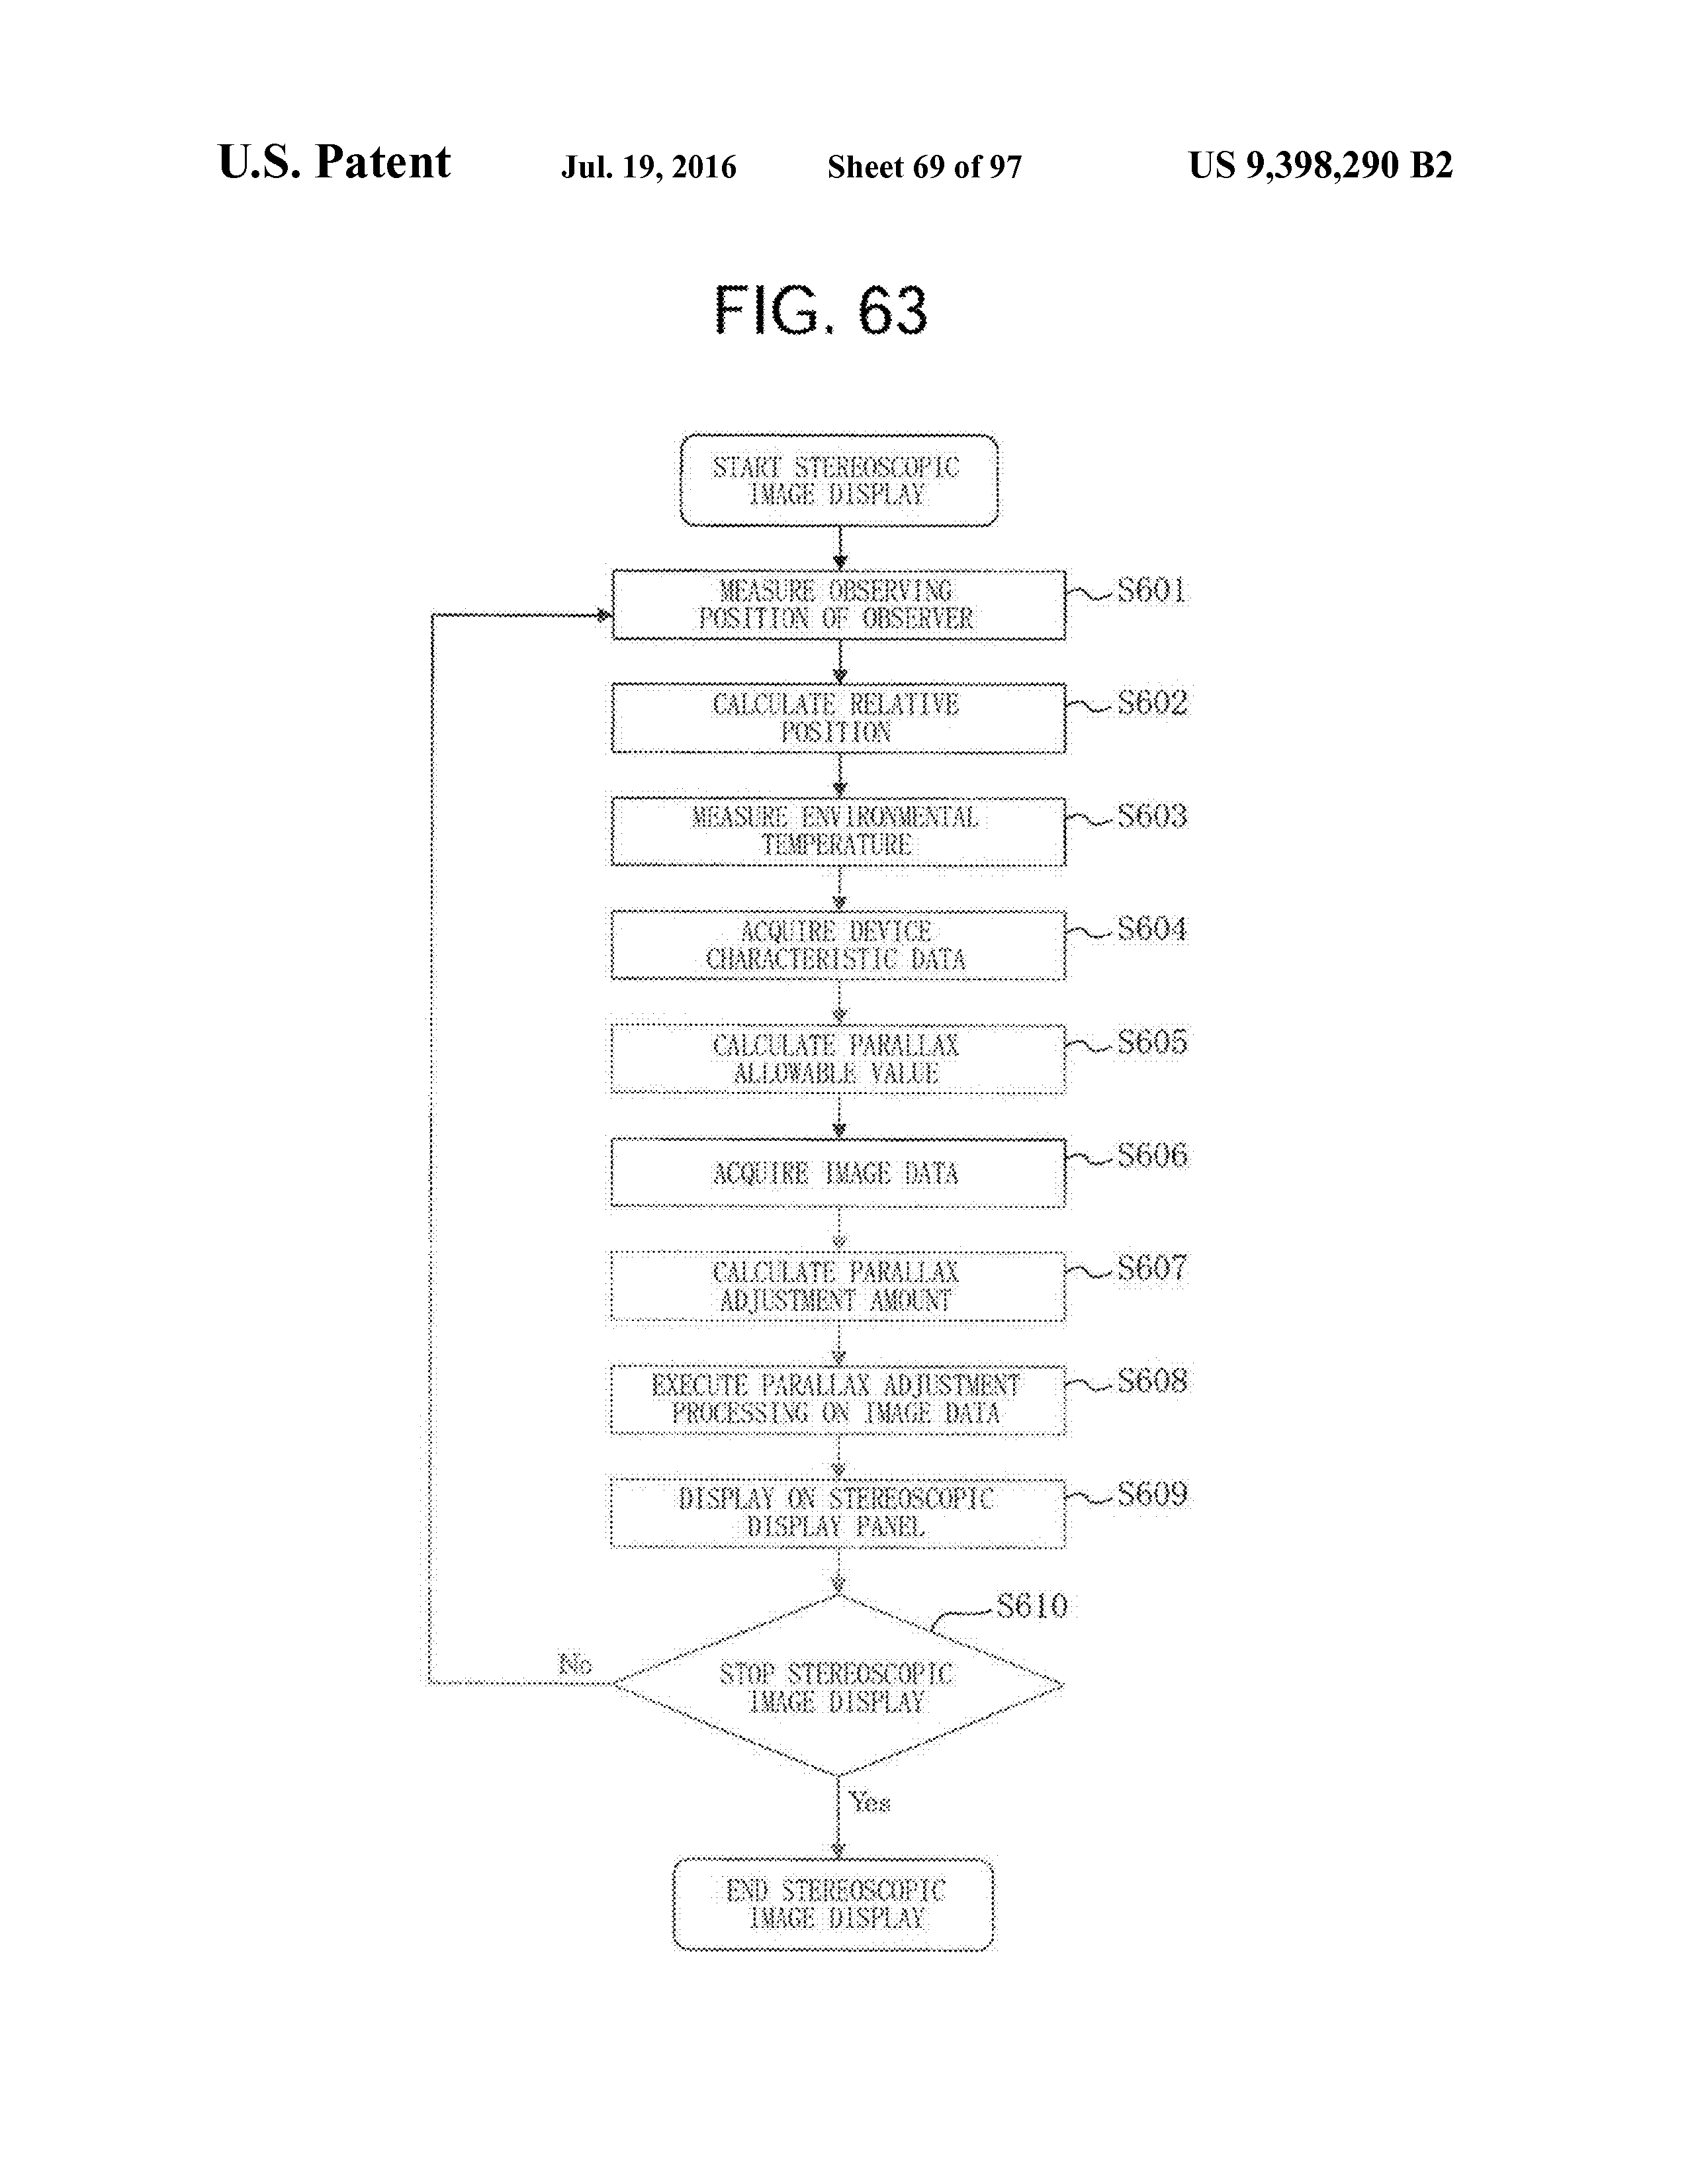 U.S. Patent Jul. 19, 2016 Sheet 69 of 97 US 9,398,290 B2
FIG. 63
START STEREOSCOPIC
IMAGE DISPLAY
MEASURE OBSERVING
POSITION OF OBSERVER
S601
CALCULATE RELATIVE
POSITION
S602
MEASURE ENVIRONMENTAL
TEMPERATURE
S603
ACQUIRE DEVICE
CHARACTERISTIC DATA
S604
CALCULATE PARALLAX
ALLOWABLE VALUE
S605
ACQUIRE IMAGE DATA
S606
CALCULATE PARALLAX
ADJUSTMENT AMOUNT
S607
EXECUTE PARALLAX ADJUSTMENT
PROCESSING ON IMAGE DATA
S608
DISPLAY ON STEREOSCOPIC
DISPLAY PANEL
S609
S610
No
STOP STEREOSCOPIC
IMAGE DISPLAY
Yes
END STEREOSCOPIC
IMAGE DISPLAY